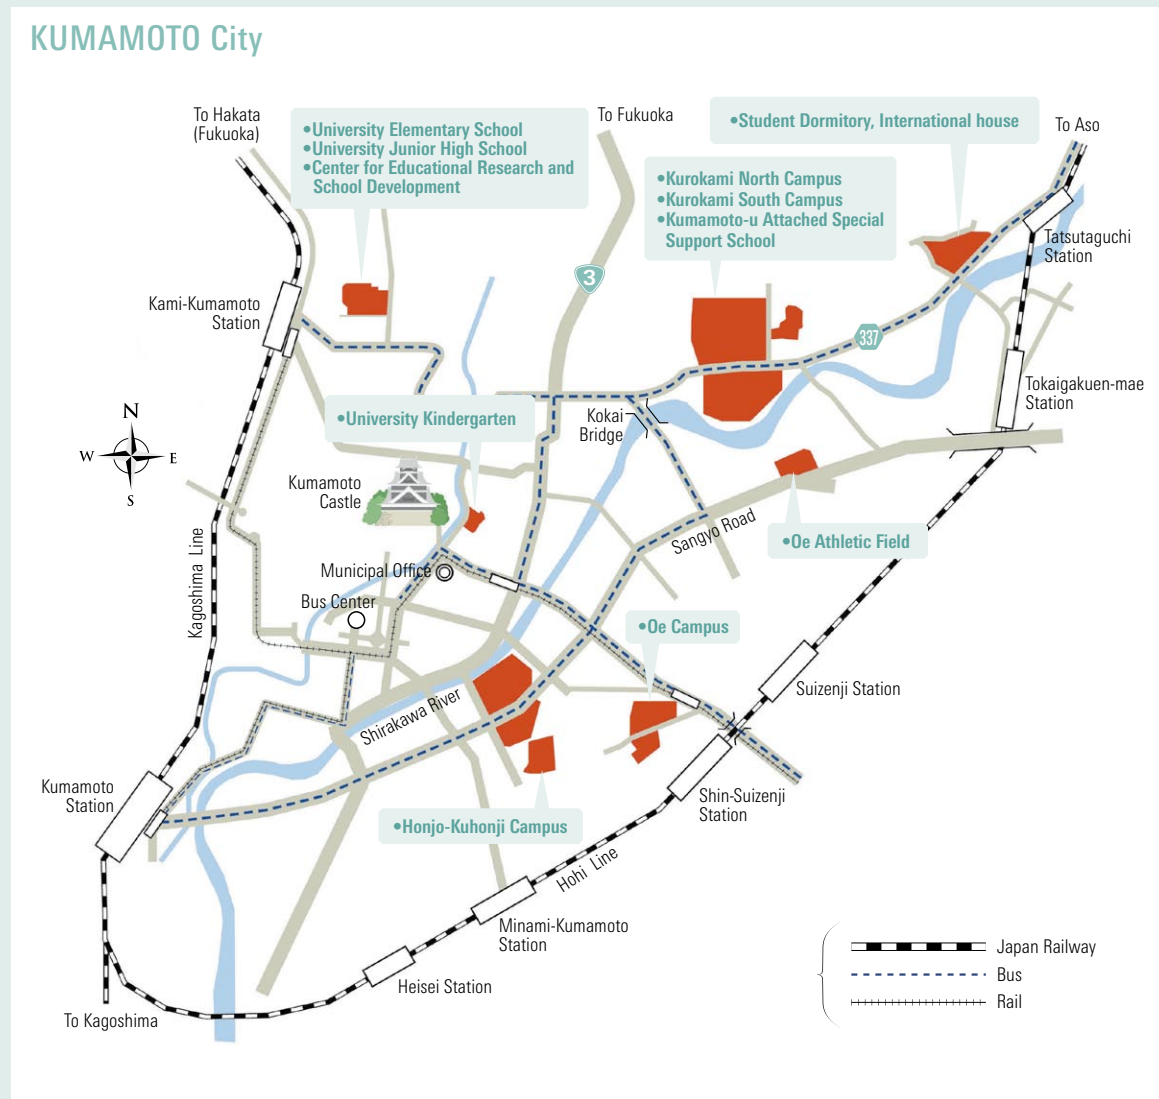 KUMAMOTO City
To Hakata
(Fukuoka)
•University Elementary School
•University Junior High School
•Center for Educational Research and
School Development
To Fukuoka
•Student Dormitory, International house
To Aso
•Kurokami North Campus
•Kurokami South Campus
•Kumamoto-u Attached Special
Support School
Tatsutaguchi
Station
3
Kami-Kumamoto
Station
337
Tokaigakuen-mae
Station
•University Kindergarten
Kokai
Bridge
N
W
E
S
Kumamoto
Castle
Sangyo Road
•Oe Athletic Field
Kagoshima Line
Municipal Office
Bus Center
•Oe Campus
Suizenji Station
Shirakawa River
Kumamoto
Station
Shin-Suizenji
Station
•Honjo-Kuhonji Campus
Hohi Line
Minami-Kumamoto
Station
Heisei Station
To Kagoshima
Japan Railway
Bus
Rail